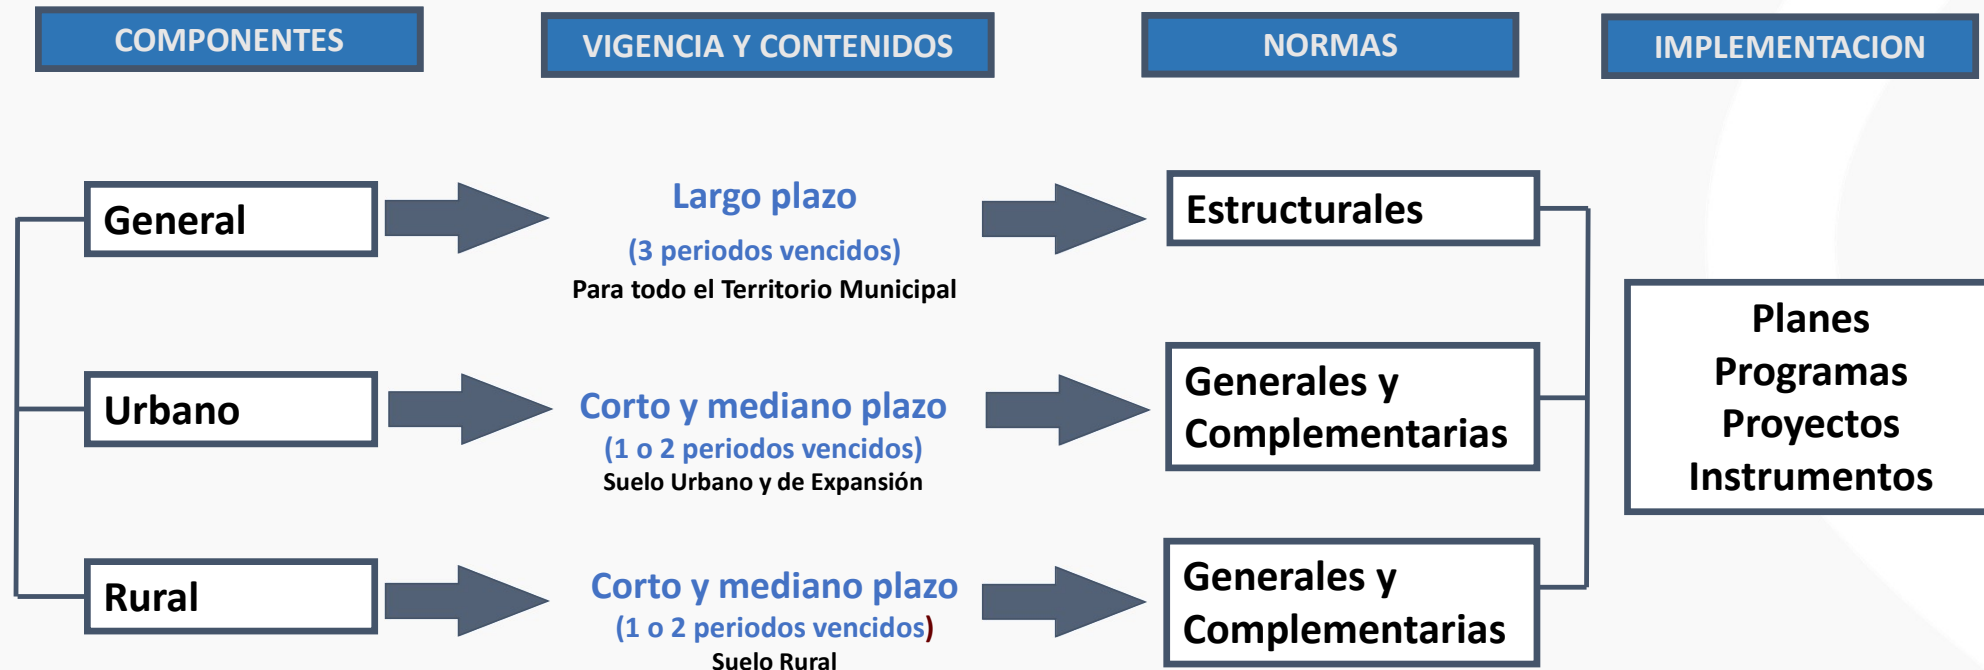 COMPONENTES
VIGENCIA Y CONTENIDOS
NORMAS
IMPLEMENTACION
General
Largo plazo
(3 periodos vencidos)
Para todo el Territorio Municipal
Estructurales
Urbano
Corto y mediano plazo
(1 o 2 periodos vencidos)
Suelo Urbano y de Expansión
Generales y
Complementarias
Rural
Corto y mediano plazo
(1 o 2 periodos vencidos)
Suelo Rural
Generales y
Complementarias
Planes
Programas
Proyectos
Instrumentos